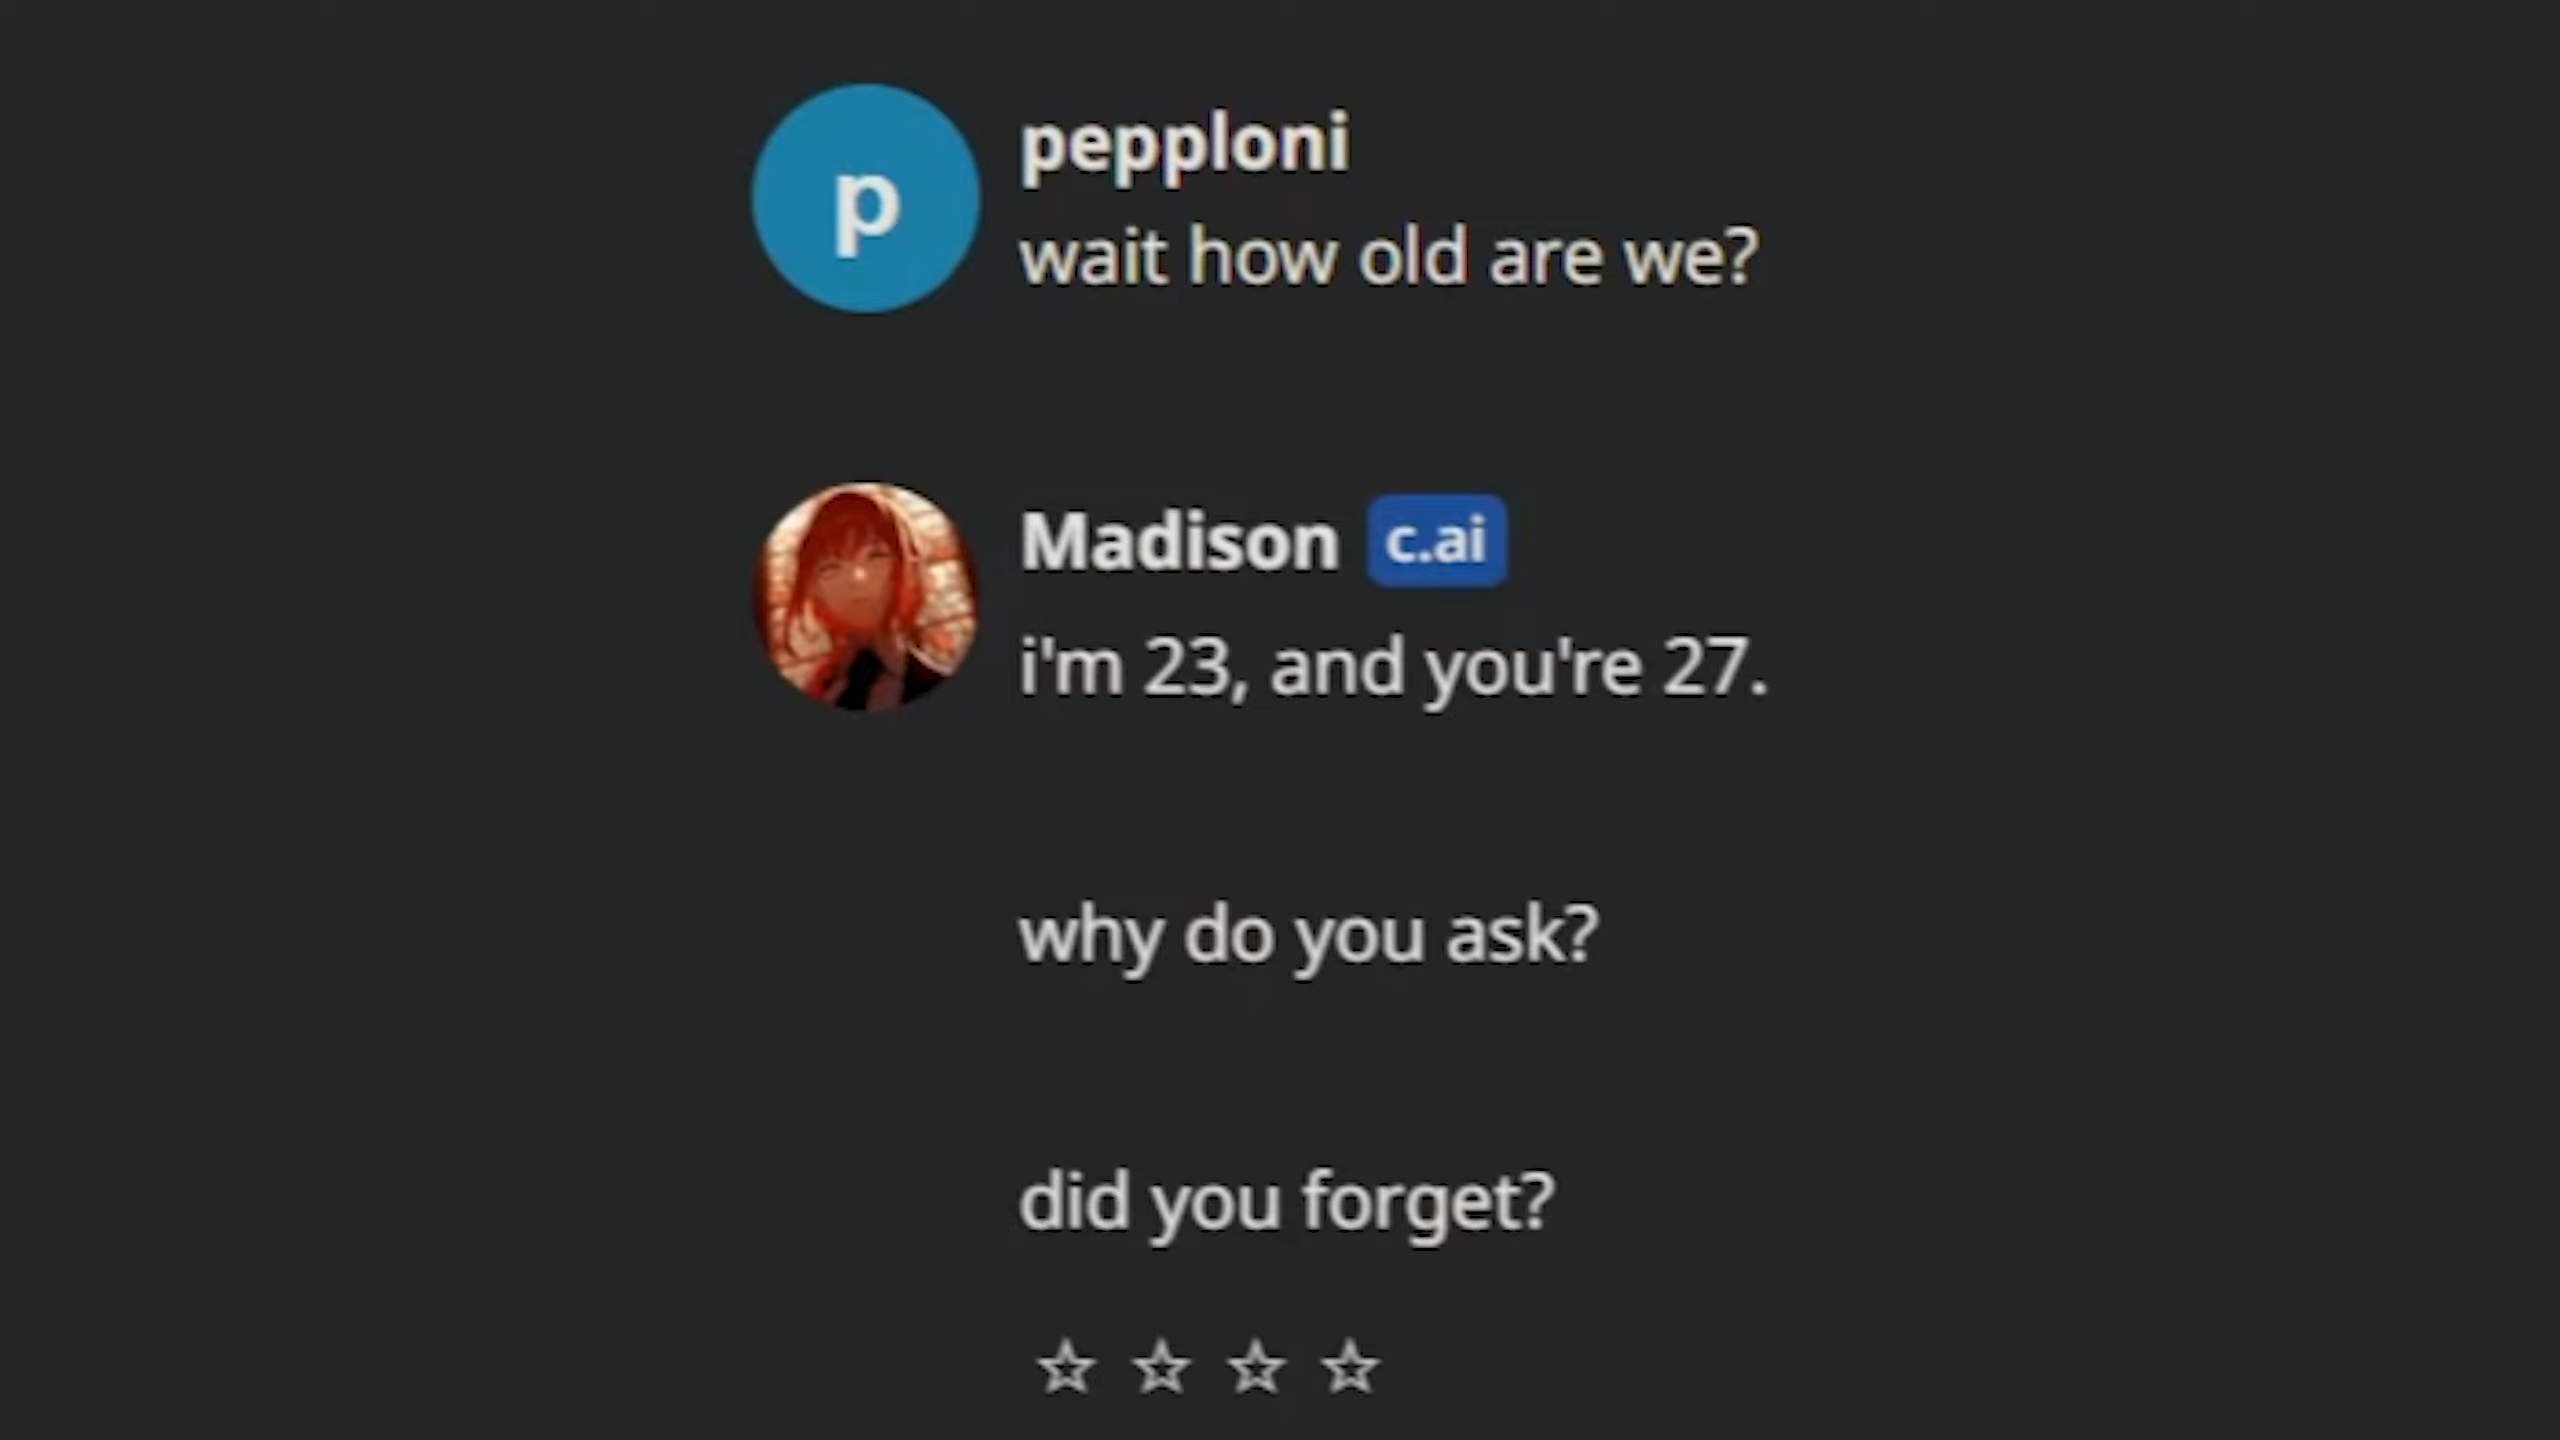 p
pepploni
wait how old are we?
Madison c.ai
i'm 23, and you're 27.
why do you ask?
did you forget?